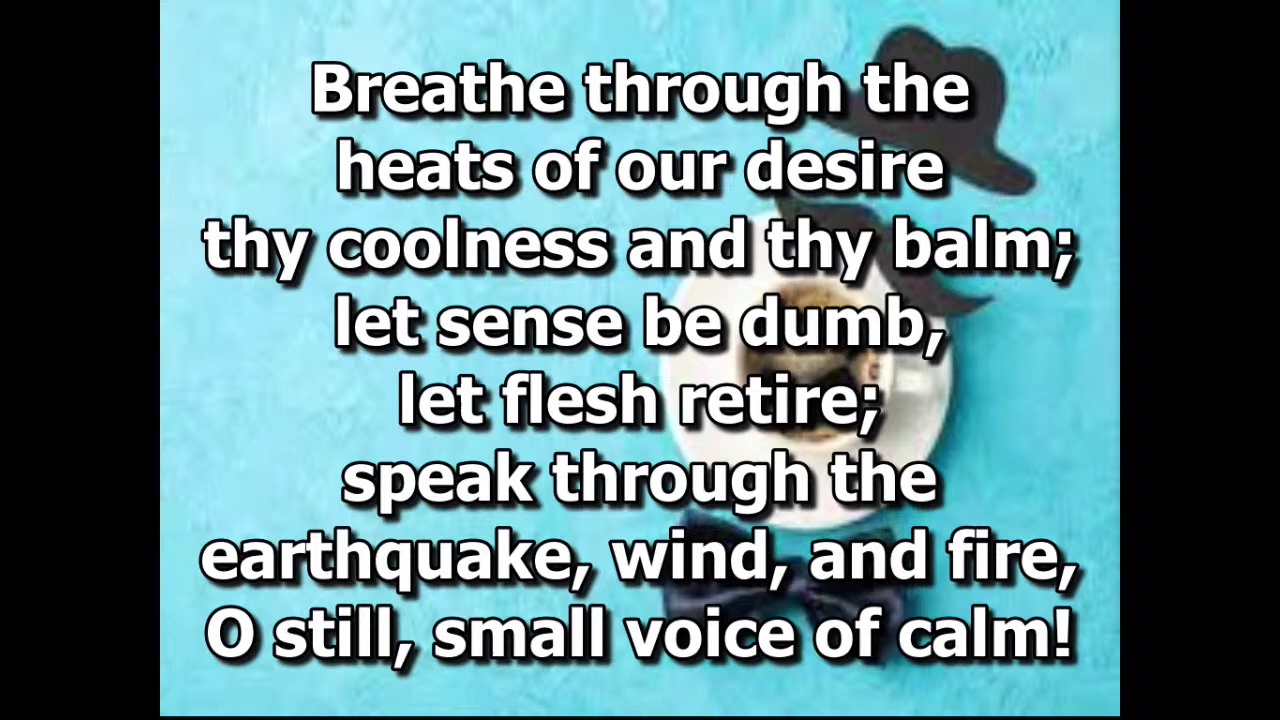 Breathe through the
heats of our desire
thy coolness and thy balm;
let sense be dumb,
let flesh retire;
speak through the
earthquake, wind, and fire,
O still, small voice of calm!